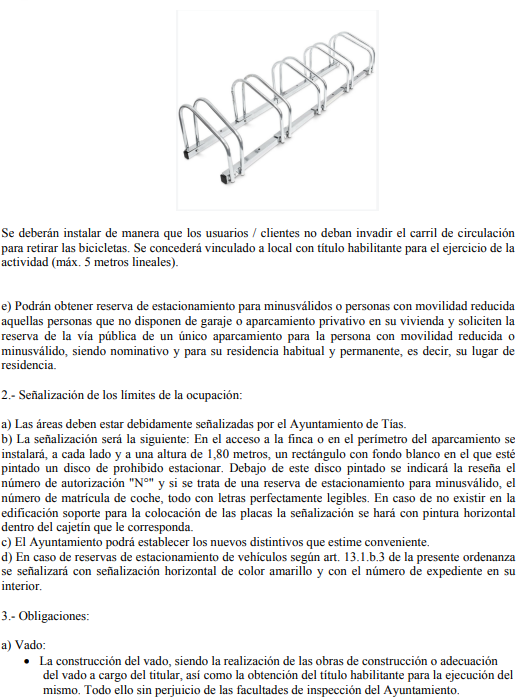 Se deberán instalar de manera que los usuarios / clientes no deban invadir el carril de circulación
para retirar las bicicletas. Se concederá vinculado a local con título habilitante para el ejercicio de la
actividad (máx. 5 metros lineales).
e) Podrán obtener reserva de estacionamiento para minusválidos o personas con movilidad reducida
aquellas personas que no disponen de garaje o aparcamiento privativo en su vivienda y soliciten la
reserva de la vía pública de un único aparcamiento para la persona con movilidad reducida o
minusválido, siendo nominativo y para su residencia habitual y permanente, es decir, su lugar de
residencia.
2.- Señalización de los límites de la ocupación:
a) Las áreas deben estar debidamente señalizadas por el Ayuntamiento de Tías.
b) La señalización será la siguiente: En el acceso a la finca o en el perímetro del aparcamiento se
instalará, a cada lado y a una altura de 1,80 metros, un rectángulo con fondo blanco en el que esté
pintado un disco de prohibido estacionar. Debajo de este disco pintado se indicará la reseña el
número de autorización "N°" y si se trata de una reserva de estacionamiento para minusválido, el
número de matrícula de coche, todo con letras perfectamente legibles. En caso de no existir en la
edificación soporte para la colocación de las placas la señalización se hará con pintura horizontal
dentro del cajetín que le corresponda.
c) El Ayuntamiento podrá establecer los nuevos distintivos que estime conveniente.
d) En caso de reservas de estacionamiento de vehículos según art. 13.1.b.3 de la presente ordenanza
se señalizará con señalización horizontal de color amarillo y con el número de expediente en su
interior.
3.- Obligaciones:
a) Vado:
• La construcción del vado, siendo la realización de las obras de construcción o adecuación
del vado a cargo del titular, así como la obtención del título habilitante para la ejecución del
mismo. Todo ello sin perjuicio de las facultades de inspección del Ayuntamiento.